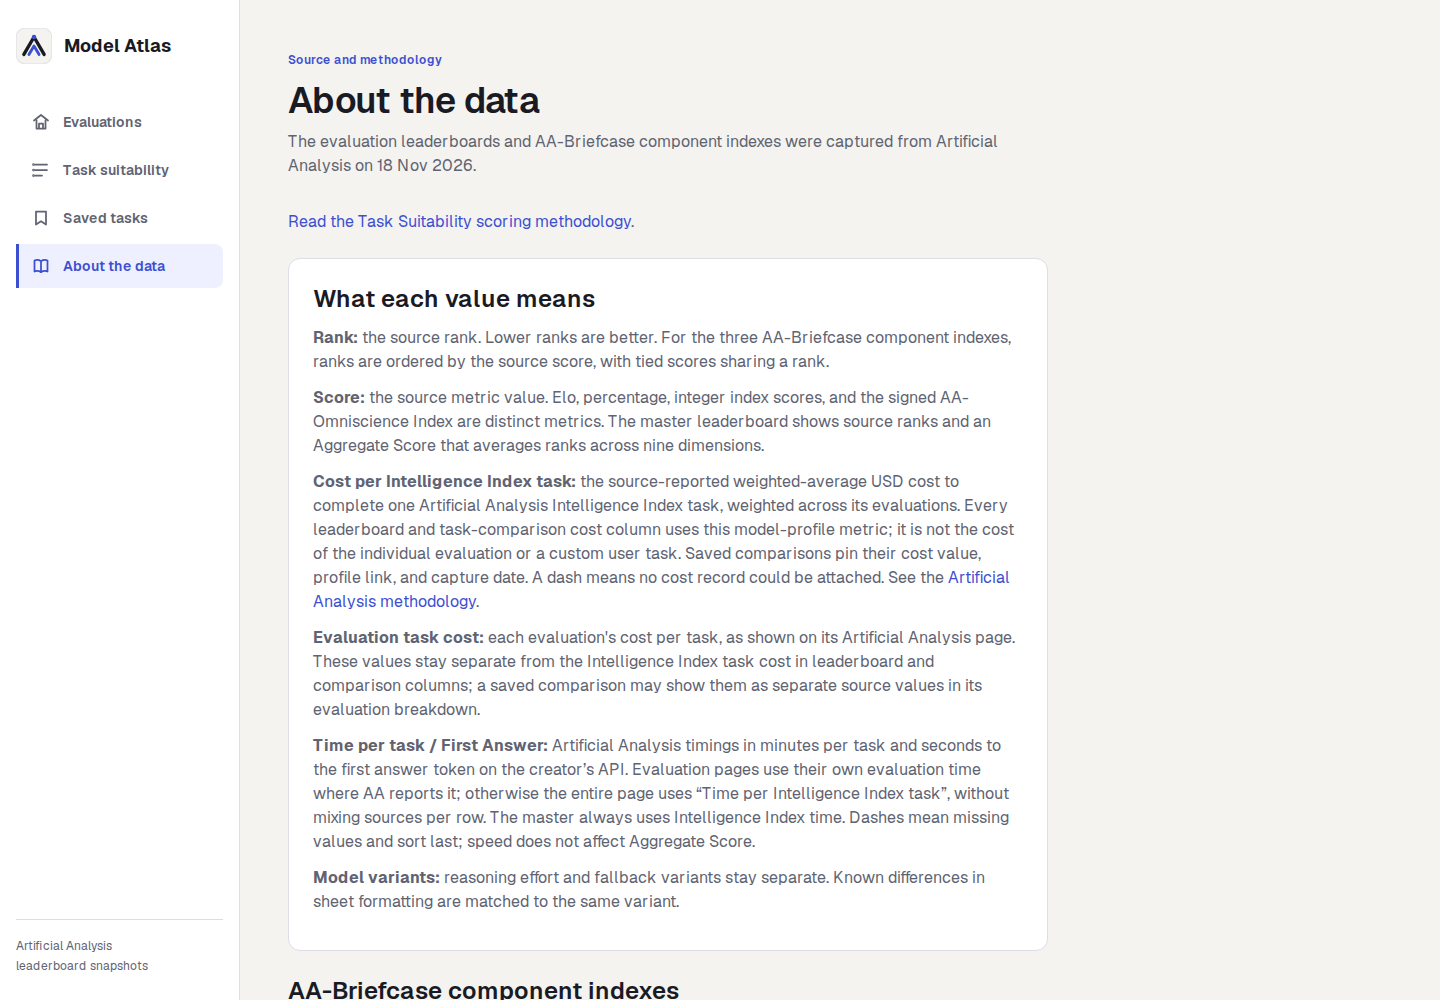 Model Atlas
Evaluations
Task suitability
Saved tasks
About the data
Artificial Analysis
leaderboard snapshots
Source and methodology
About the data
The evaluation leaderboards and AA-Briefcase component indexes were captured from Artificial
Analysis on 18 Nov 2026.
Read the Task Suitability scoring methodology.
What each value means
Rank: the source rank. Lower ranks are better. For the three AA-Briefcase component indexes,
ranks are ordered by the source score, with tied scores sharing a rank.
Score: the source metric value. Elo, percentage, integer index scores, and the signed AA-
Omniscience Index are distinct metrics. The master leaderboard shows source ranks and an
Aggregate Score that averages ranks across nine dimensions.
Cost per Intelligence Index task: the source-reported weighted-average USD cost to
complete one Artificial Analysis Intelligence Index task, weighted across its evaluations. Every
leaderboard and task-comparison cost column uses this model-profile metric; it is not the cost
of the individual evaluation or a custom user task. Saved comparisons pin their cost value,
profile link, and capture date. A dash means no cost record could be attached. See the Artificial
Analysis methodology.
Evaluation task cost: each evaluation's cost per task, as shown on its Artificial Analysis page.
These values stay separate from the Intelligence Index task cost in leaderboard and
comparison columns; a saved comparison may show them as separate source values in its
evaluation breakdown.
Time per task / First Answer: Artificial Analysis timings in minutes per task and seconds to
the first answer token on the creator’s API. Evaluation pages use their own evaluation time
where AA reports it; otherwise the entire page uses “Time per Intelligence Index task”, without
mixing sources per row. The master always uses Intelligence Index time. Dashes mean missing
values and sort last; speed does not affect Aggregate Score.
Model variants: reasoning effort and fallback variants stay separate. Known differences in
sheet formatting are matched to the same variant.
AA-Briefcase component indexes